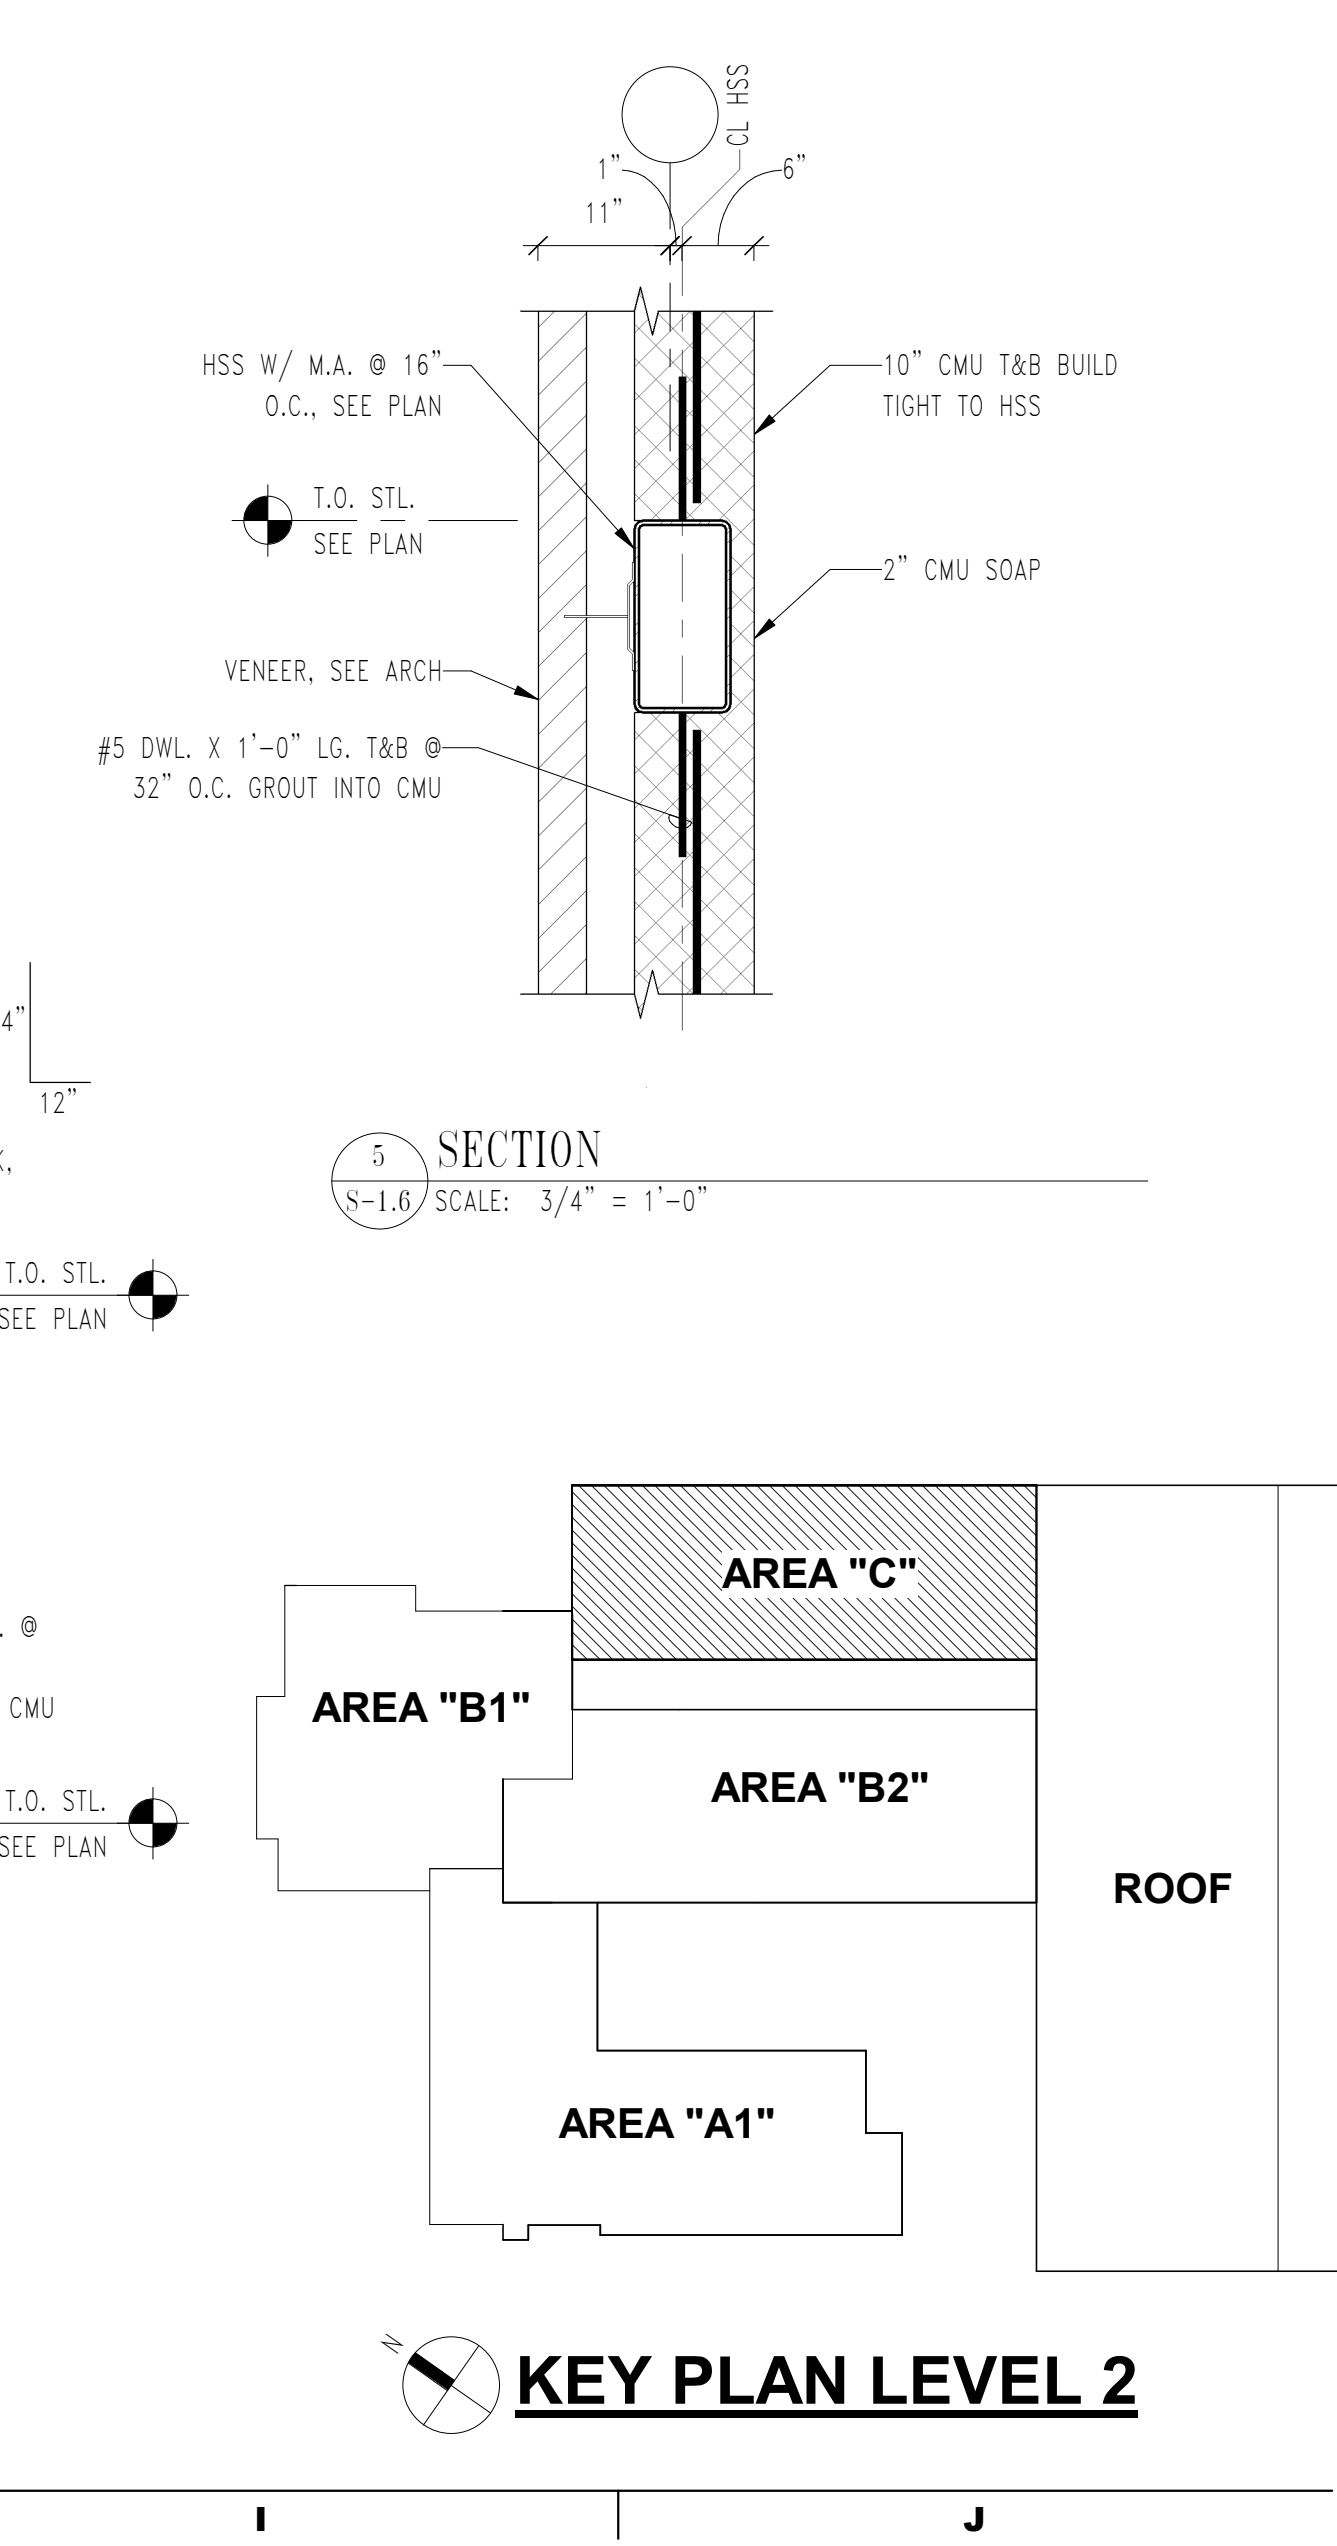 CL HSS
1"
6"
11"
HSS W/ M.A. @ 16"
O.C., SEE PLAN
10" CMU T&B BUILD
TIGHT TO HSS
T.O. STL.
SEE PLAN
2" CMU SOAP
VENEER, SEE ARCH
#5 DWL. X 1'-0" LG. T&B @
32" O.C. GROUT INTO CMU
4"
12"
5
SECTION
S-1.6
SCALE: 3/4" = 1'-0"
T.O. STL.
SEE PLAN
AREA "C"
. @
AREA "B1"
CMU
AREA "B2"
T.O. STL.
SEE PLAN
ROOF
AREA "A1"
N
KEY PLAN LEVEL 2
I
J